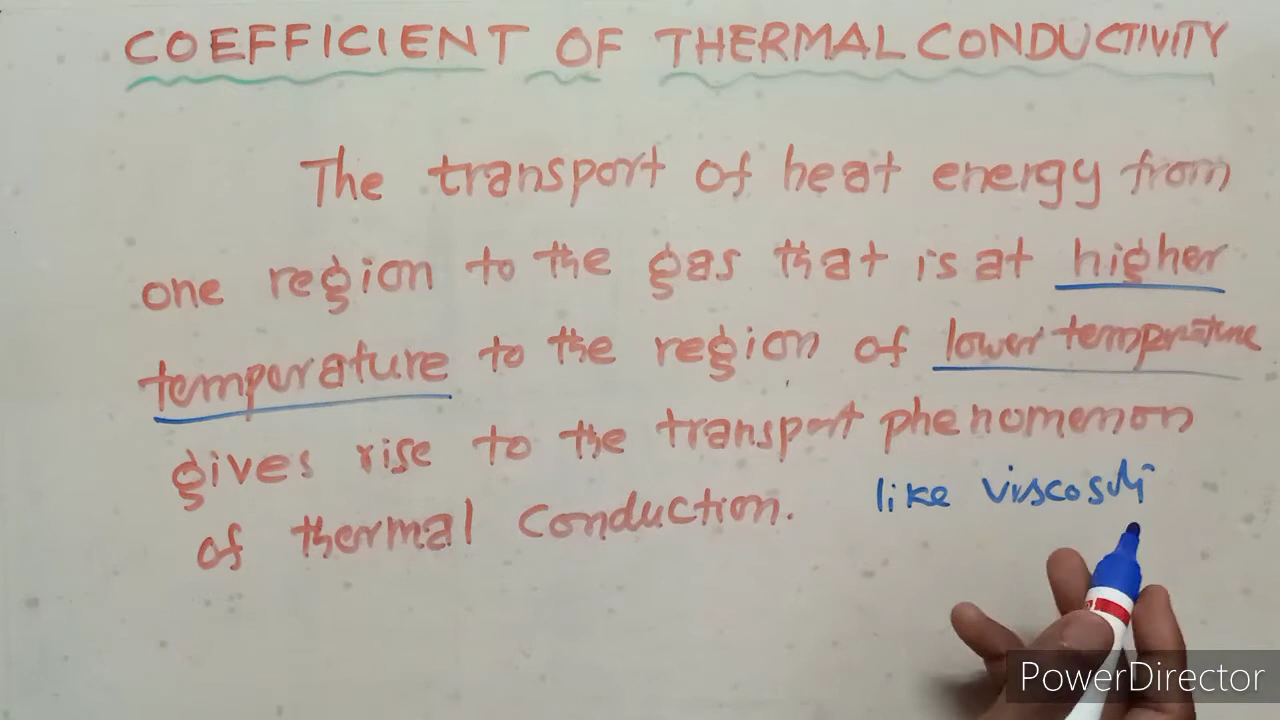 COEFFICIENT OF THERMAL CONDUCTIVITY
The transport of heat energy from
one region to the gas that is at higher
temperature to the region of lower temprature
gives rise to the transport phenomenon
of thermal conduction. like viscosity
PowerDirector